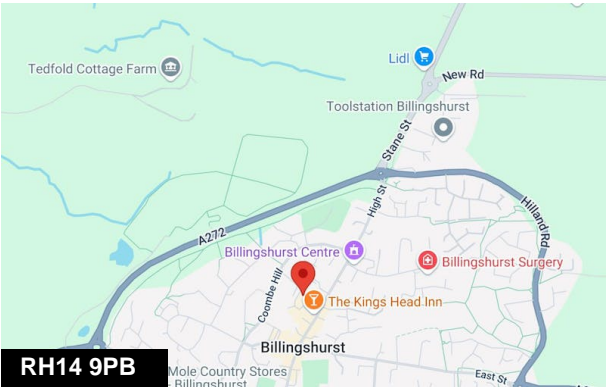 Lidl
New Rd
Tedfold Cottage Farm
Toolstation Billingshurst
Stane St
High St
Hilland Rd
A272
Billingshurst Centre
Billingshurst Surgery
Coombe Hill
The Kings Head Inn
Billingshurst
RH14 9PB
Mole Country Stores
- Billingshurst
East St